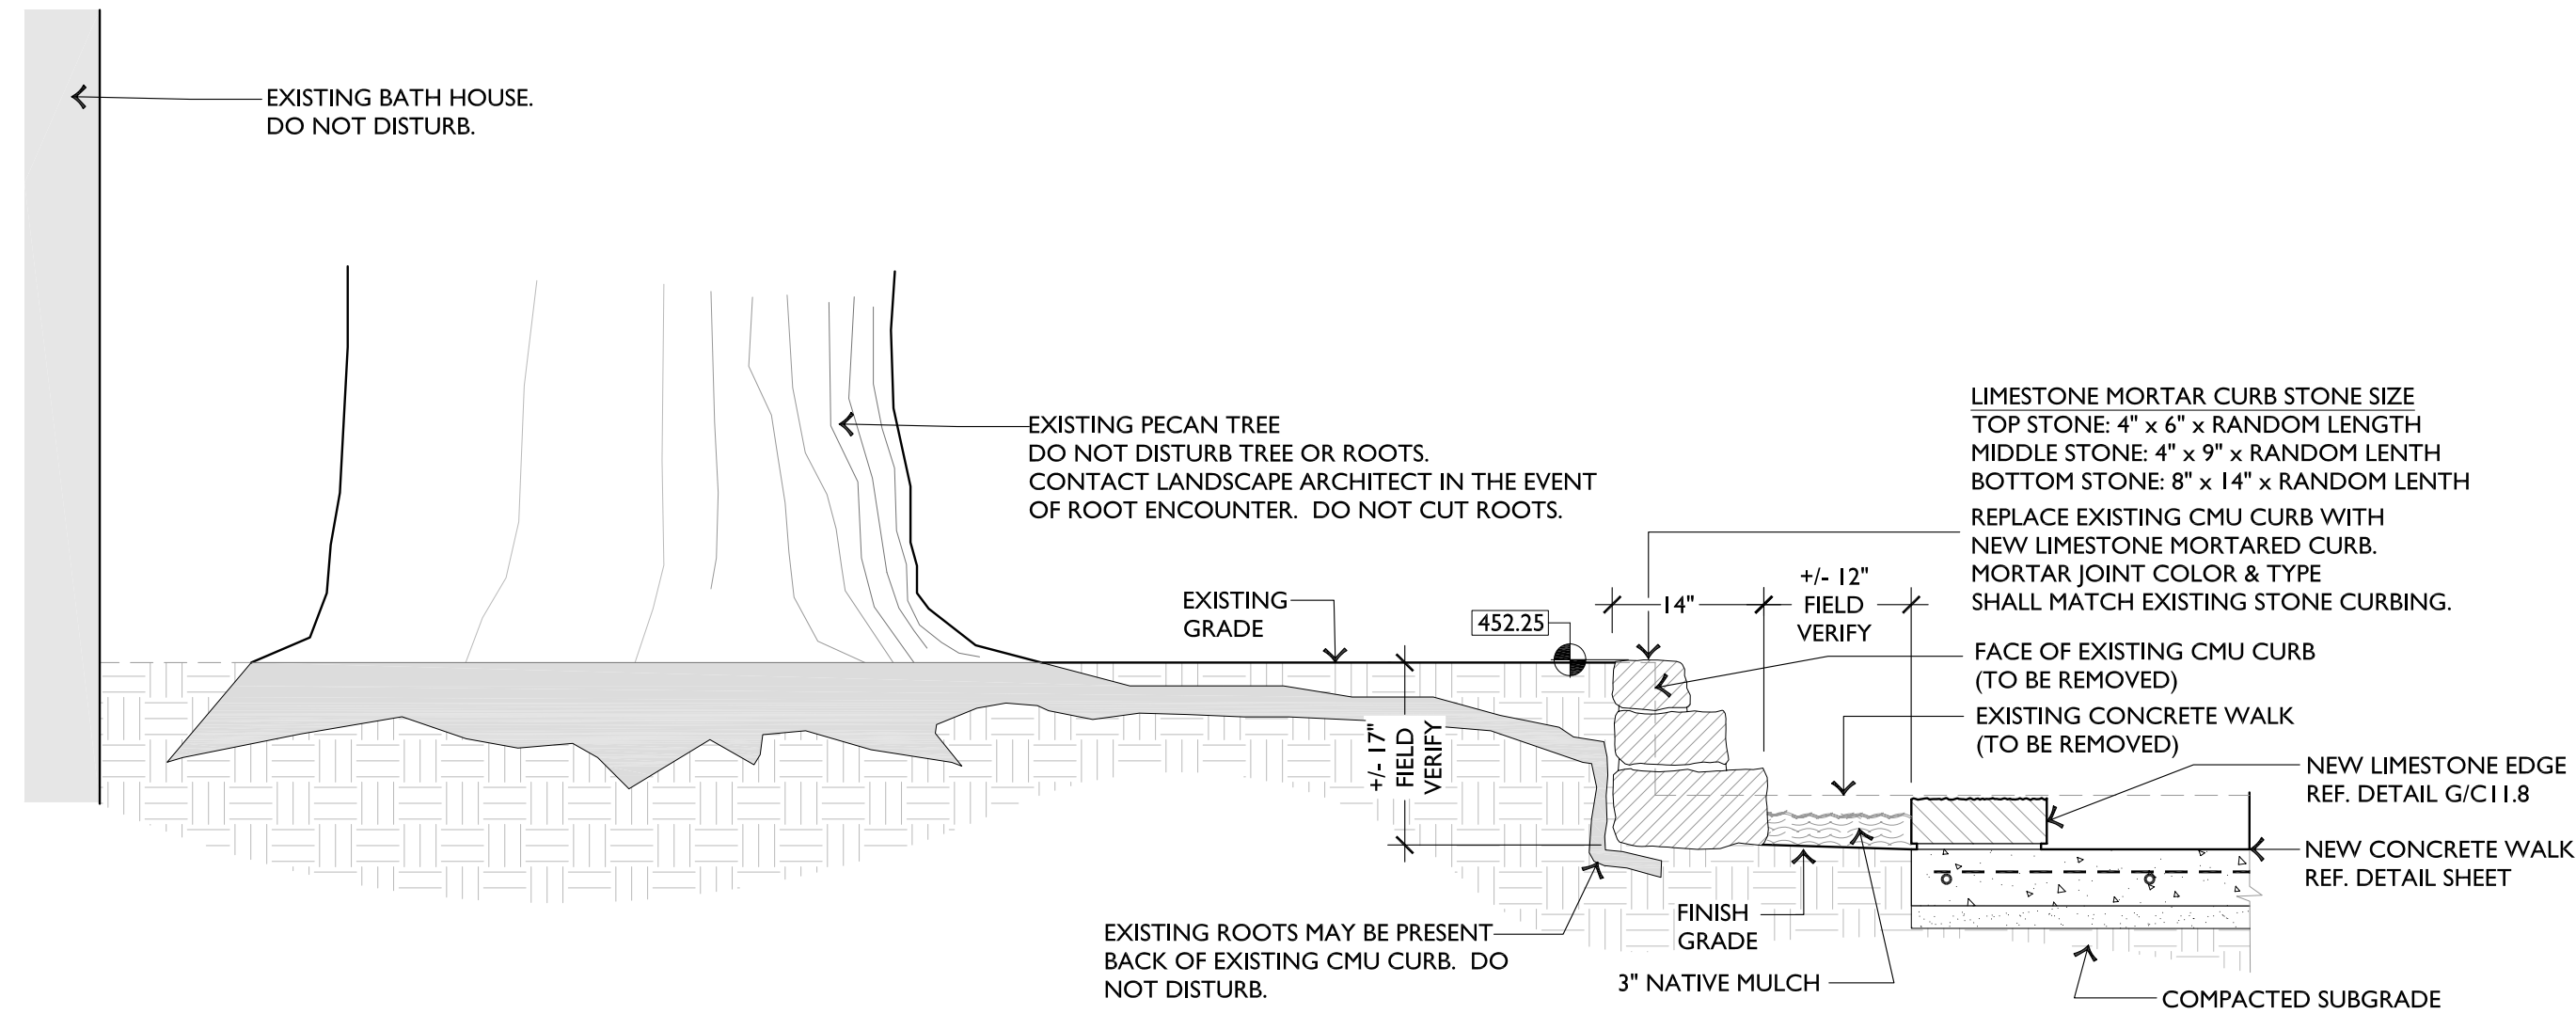 EXISTING BATH HOUSE.
DO NOT DISTURB.
EXISTING PECAN TREE
DO NOT DISTURB TREE OR ROOTS.
CONTACT LANDSCAPE ARCHITECT IN THE EVENT
OF ROOT ENCOUNTER. DO NOT CUT ROOTS.
LIMESTONE MORTAR CURB STONE SIZE
TOP STONE: 4" x 6" x RANDOM LENGTH
MIDDLE STONE: 4" x 9" x RANDOM LENTH
BOTTOM STONE: 8" x 14" x RANDOM LENTH
REPLACE EXISTING CMU CURB WITH
NEW LIMESTONE MORTARED CURB.
MORTAR JOINT COLOR & TYPE
SHALL MATCH EXISTING STONE CURBING.
EXISTING
GRADE
452.25
14"
+/- 12"
FIELD
VERIFY
+/- 17"
FIELD
VERIFY
FACE OF EXISTING CMU CURB
(TO BE REMOVED)
EXISTING CONCRETE WALK
(TO BE REMOVED)
NEW LIMESTONE EDGE
REF. DETAIL G/C11.8
NEW CONCRETE WALK
REF. DETAIL SHEET
EXISTING ROOTS MAY BE PRESENT
BACK OF EXISTING CMU CURB. DO
NOT DISTURB.
FINISH
GRADE
3" NATIVE MULCH
COMPACTED SUBGRADE